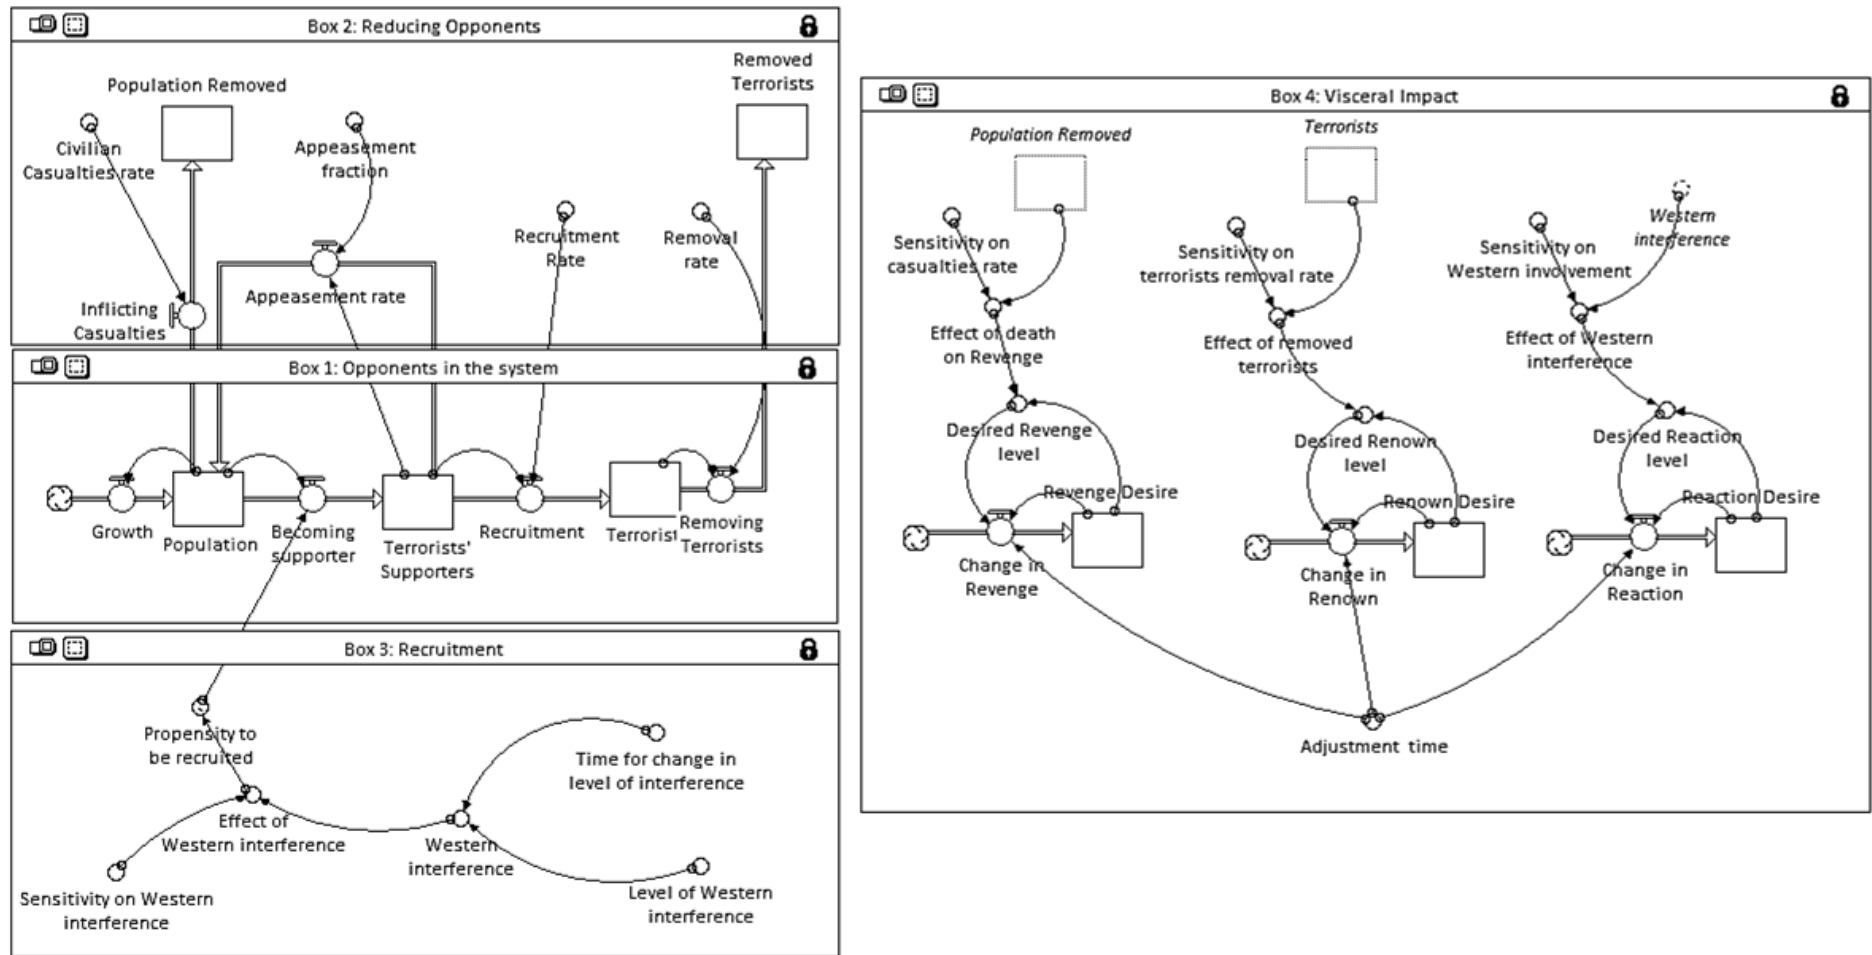 Box 2: Reducing Opponents
Population Removed
Removed
Terrorists
Civilian
Casualties rate
Appeasement
fraction
Recruitment
Rate
Removal
rate
Appeasement rate
Inflicting
Casualties
Box 1: Opponents in the system
Growth
Population
Becoming
supporter
Terrorists'
Supporters
Recruitment
Terrorist
Removing
Terrorists
Box 3: Recruitment
Propensity to
be recruited
Time for change in
level of interference
Effect of
Western interference
Western
interference
Sensitivity on Western
interference
Level of Western
interference
Box 4: Visceral Impact
Population Removed
Terrorists
Western
interference
Sensitivity on
casualties rate
Sensitivity on
terrorists removal rate
Sensitivity on
Western involvement
Effect of death
on Revenge
Effect of removed
terrorists
Effect of Western
interference
Desired Revenge
level
Desired Renown
level
Desired Reaction
level
Revenge Desire
Renown Desire
Reaction Desire
Change in
Revenge
Change in
Renown
Change in
Reaction
Adjustment time